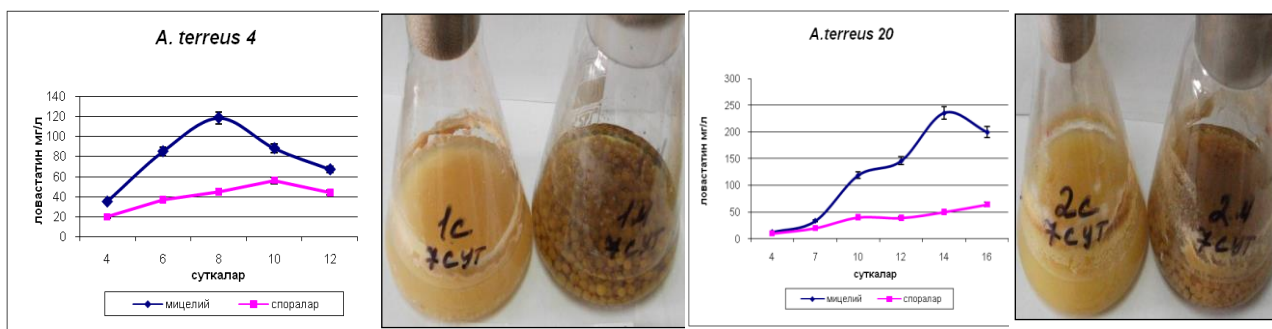 A. terreus 4
ловастатин мг/л
140
120
100
80
60
40
20
0
4 6 8 10 12
суткалар
мицелий споралар
1С
7СУТ
1М
7СУТ
A.terreus 20
ловастатин мг/л
300
250
200
150
100
50
0
4 7 10 12 14 16
суткалар
мицелий споралар
2С
7СУТ
2.М
7СУТ